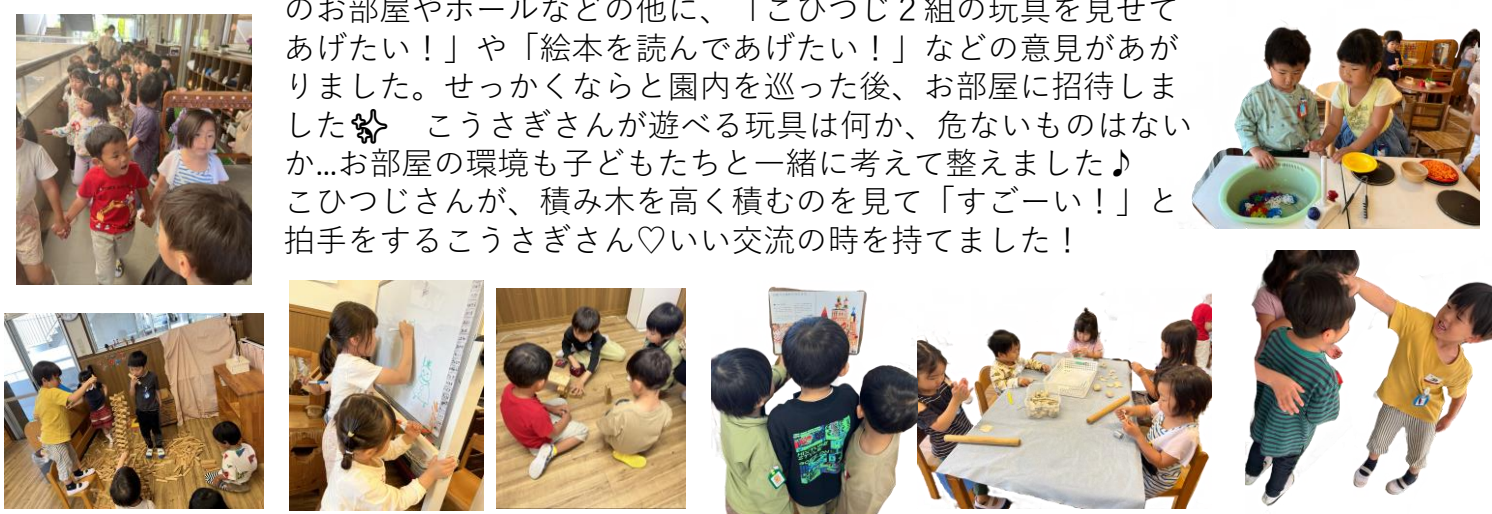 のお部屋やホールなどの他に、「こひつじ２組の玩具を見せて
あげたい！」や「絵本を読んであげたい！」などの意見があが
りました。せっかくならと園内を巡った後、お部屋に招待しま
した✨　こうさぎさんが遊べる玩具は何か、危ないものはない
か…お部屋の環境も子どもたちと一緒に考えて整えました♪
こひつじさんが、積み木を高く積むのを見て「すごーい！」と
拍手をするこうさぎさん♡いい交流の時を持てました！